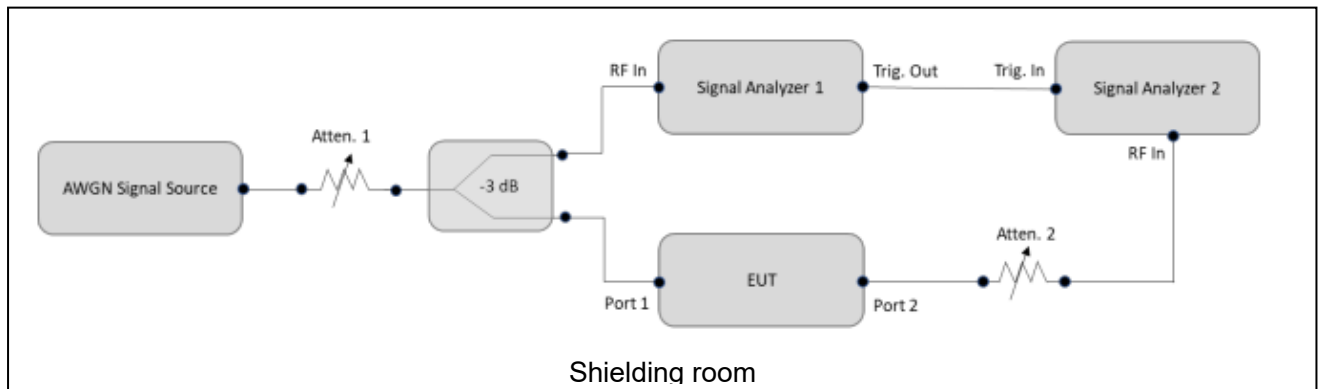 RF In
Signal Analyzer 1
Trig. Out
Trig. In
Signal Analyzer 2
RF In
Atten. 1
AWGN Signal Source
-3 dB
Atten. 2
EUT
Port 1
Port 2
Shielding room